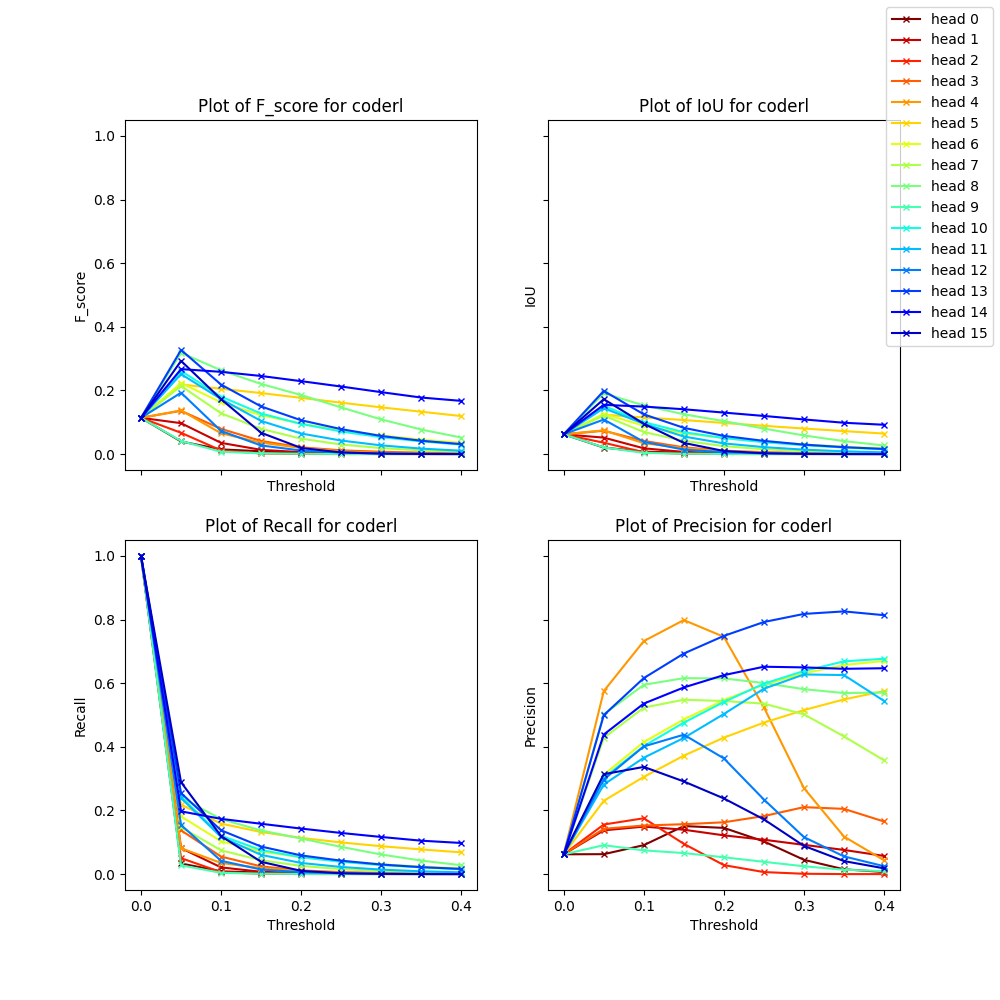 head 0
head 1
head 2
head 3
head 4
head 5
head 6
head 7
head 8
head 9
head 10
head 11
head 12
head 13
head 14
head 15
Plot of F_score for coderl
1.0
0.8
0.6
0.4
0.2
0.0
F_score
Threshold
Plot of IoU for coderl
IoU
Threshold
Plot of Recall for coderl
1.0
0.8
0.6
0.4
0.2
0.0
Recall
0.0 0.1 0.2 0.3 0.4
Threshold
Plot of Precision for coderl
Precision
0.0 0.1 0.2 0.3 0.4
Threshold